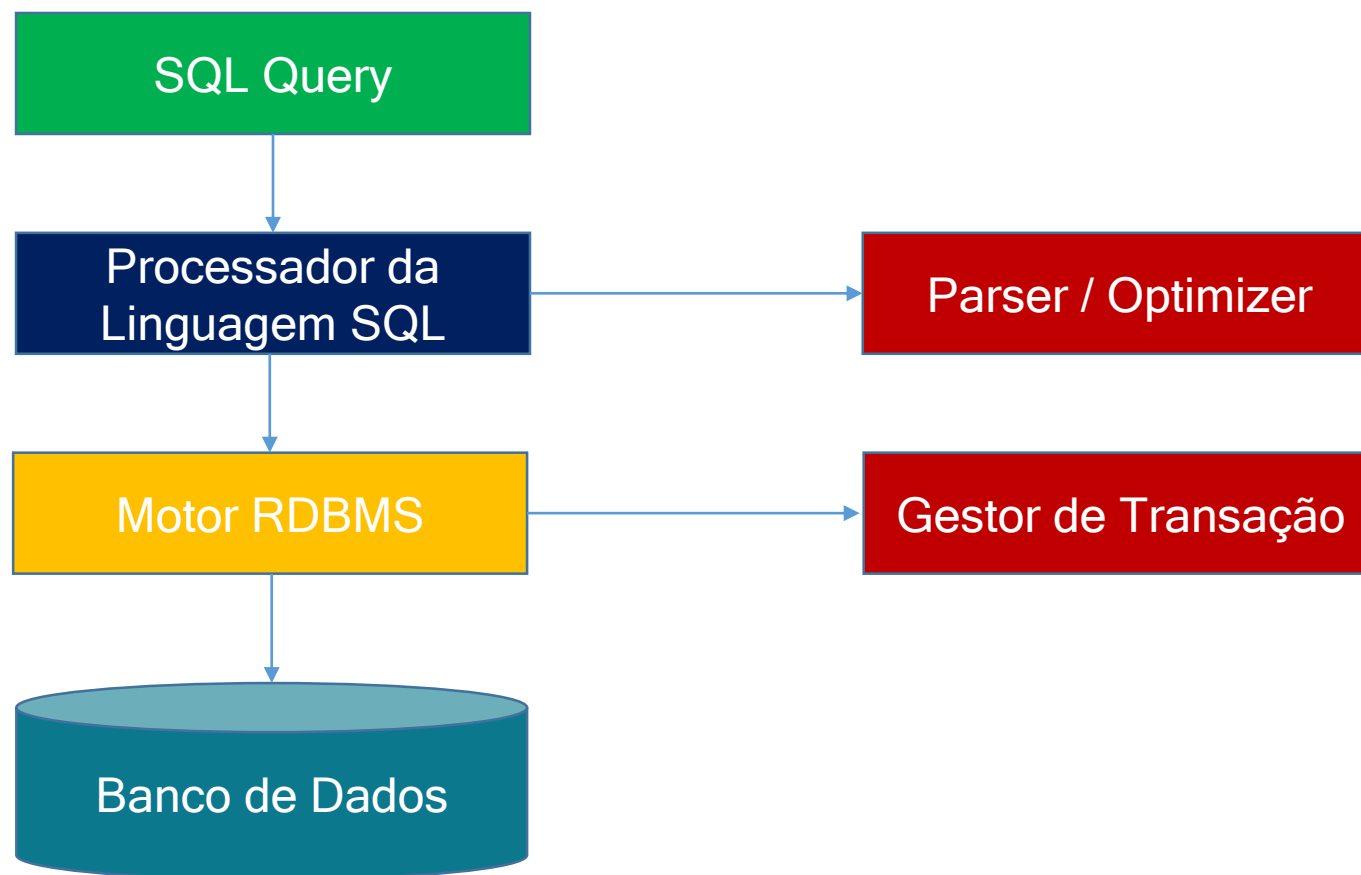 SQL Query
Processador da
Linguagem SQL
Parser / Optimizer
Motor RDBMS
Gestor de Transação
Banco de Dados